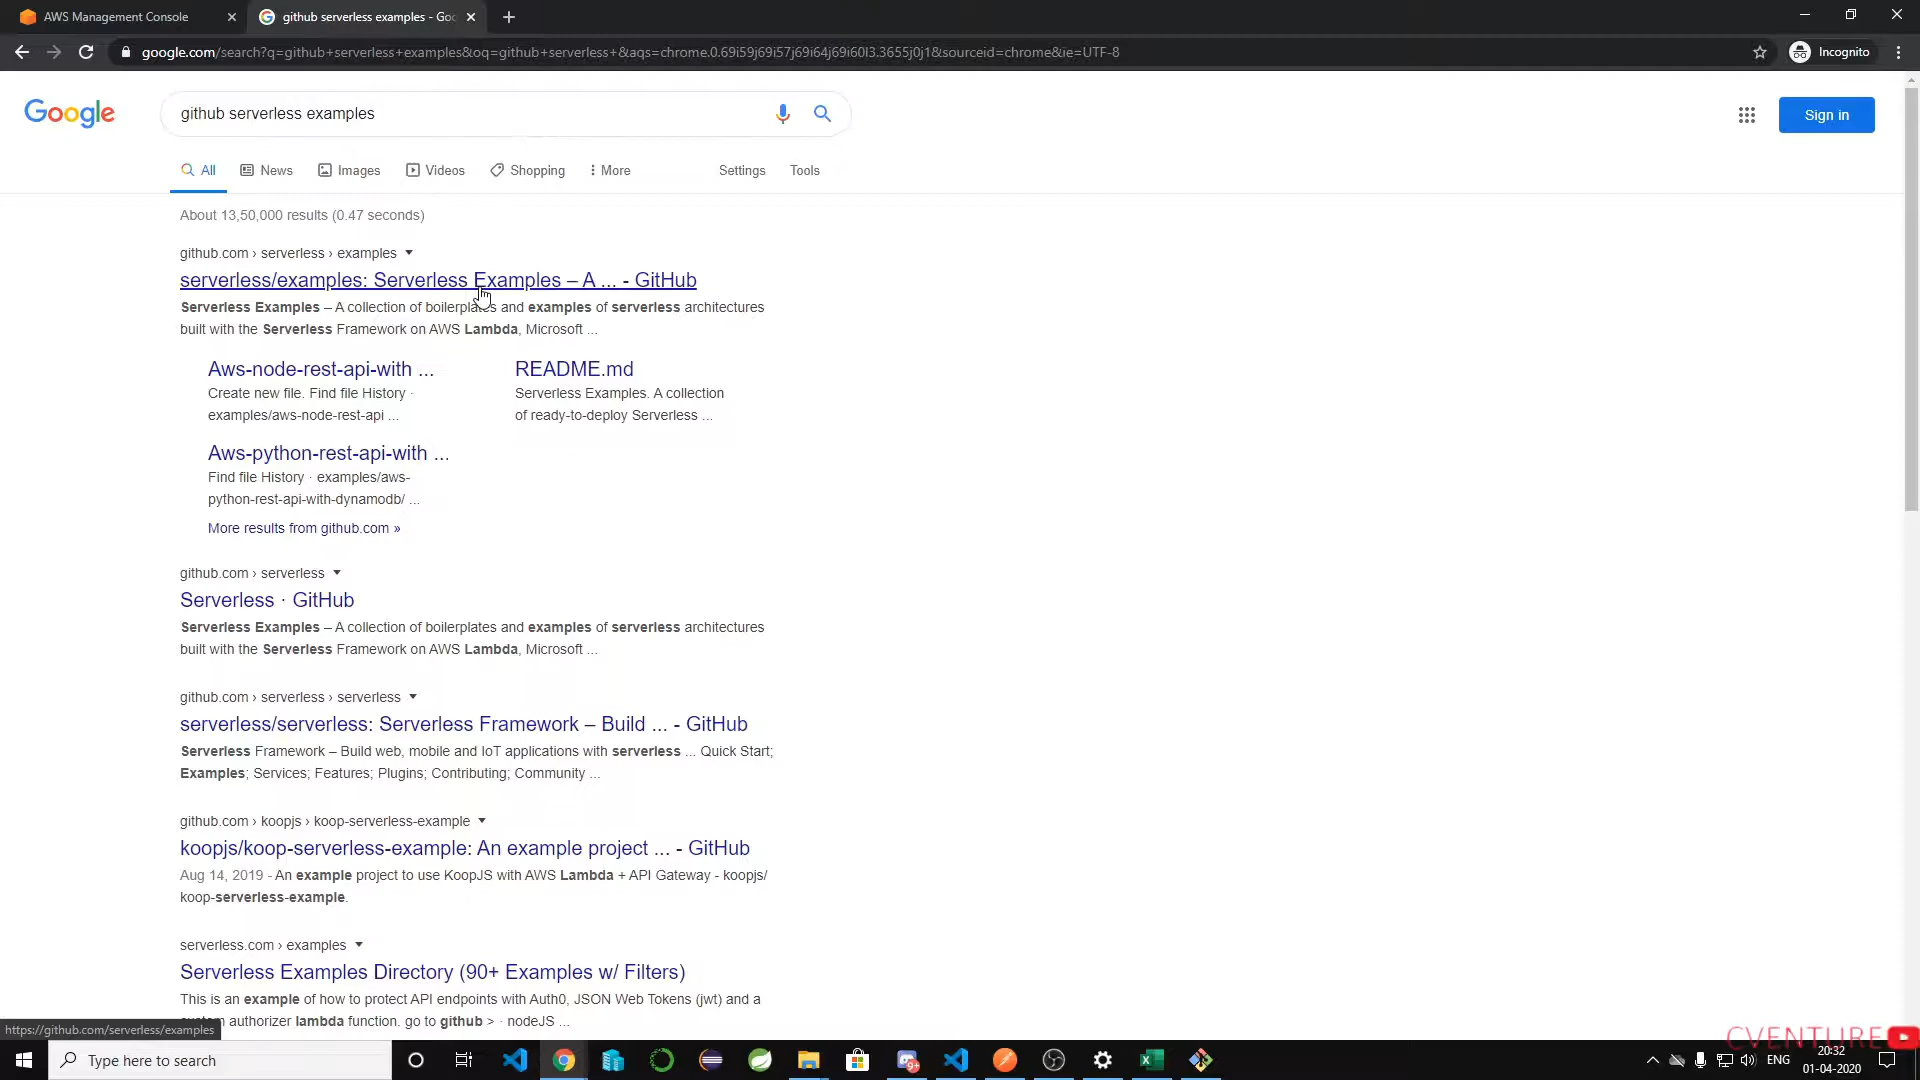 AWS Management Console
github serverless examples - Goo
google.com/search?q=github+serverless+examples&oq=github+serverless+&aqs=chrome.0.69i59j69i57j69i64j69i60l3.3655j0j1&sourceid=chrome&ie=UTF-8
Incognito
Google
github serverless examples
Sign in
All
News
Images
Videos
Shopping
More
Settings
Tools
About 13,50,000 results (0.47 seconds)
github.com › serverless › examples
serverless/examples: Serverless Examples – A ... - GitHub
Serverless Examples – A collection of boilerplates and examples of serverless architectures
built with the Serverless Framework on AWS Lambda, Microsoft ...
Aws-node-rest-api-with ...
Create new file. Find file History ·
examples/aws-node-rest-api ...
README.md
Serverless Examples. A collection
of ready-to-deploy Serverless ...
Aws-python-rest-api-with ...
Find file History · examples/aws-
python-rest-api-with-dynamodb/ ...
More results from github.com »
github.com › serverless
Serverless · GitHub
Serverless Examples – A collection of boilerplates and examples of serverless architectures
built with the Serverless Framework on AWS Lambda, Microsoft ...
github.com › serverless › serverless
serverless/serverless: Serverless Framework – Build ... - GitHub
Serverless Framework – Build web, mobile and IoT applications with serverless ... Quick Start;
Examples; Services; Features; Plugins; Contributing; Community ...
github.com › koopjs › koop-serverless-example
koopjs/koop-serverless-example: An example project ... - GitHub
Aug 14, 2019 - An example project to use KoopJS with AWS Lambda + API Gateway - koopjs/
koop-serverless-example.
serverless.com › examples
Serverless Examples Directory (90+ Examples w/ Filters)
This is an example of how to protect API endpoints with Auth0, JSON Web Tokens (jwt) and a
authorizer lambda function. go to github > · nodeJS ...
https://github.com/serverless/examples
CVENTURE
Type here to search
9+
ENG
20:32
01-04-2020